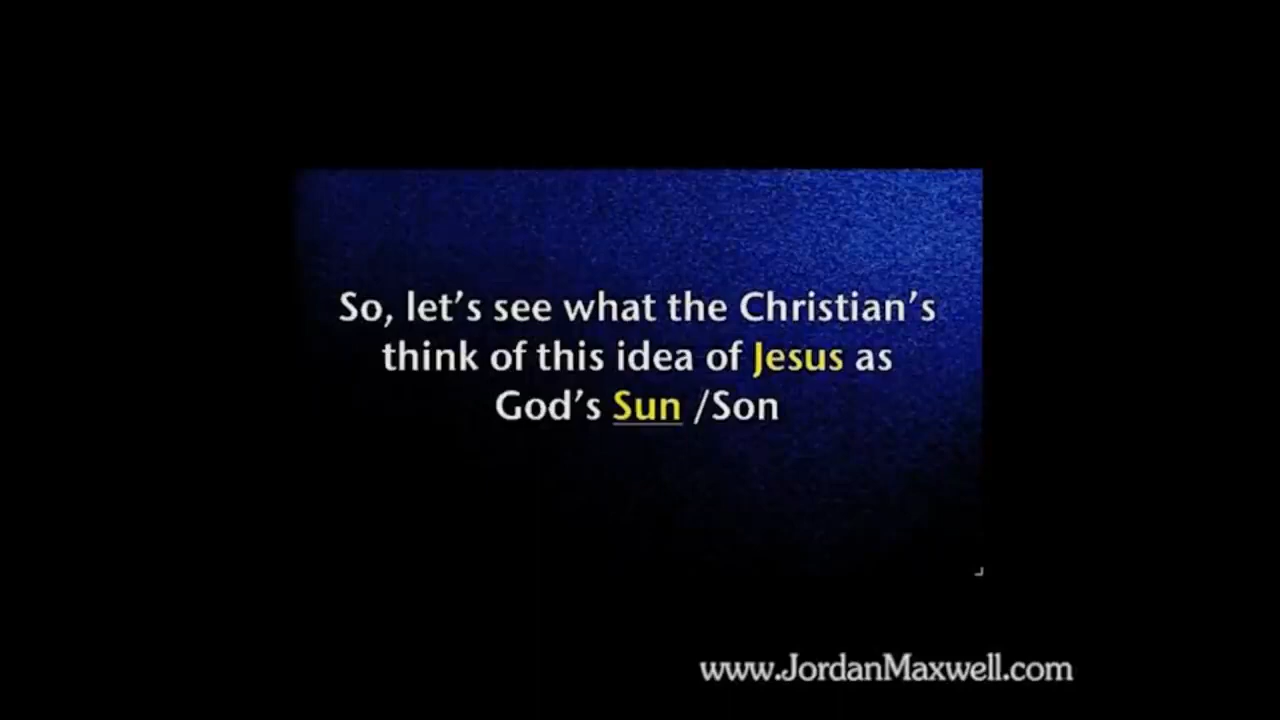 So, let's see what the Christian's
think of this idea of Jesus as
God's Sun /Son
www.JordanMaxwell.com